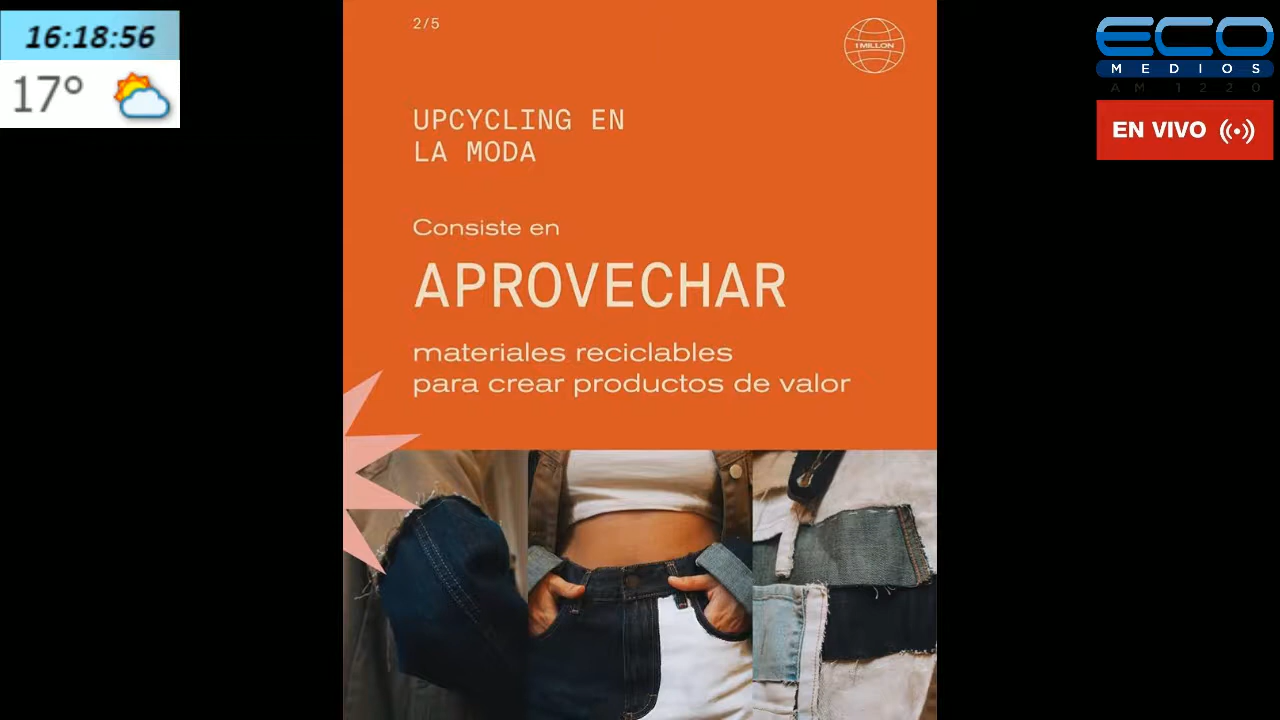 16:18:56
17°
2/5
1 MILLON
UPCYCLING EN
LA MODA
Consiste en
APROVECHAR
materiales reciclables
para crear productos de valor
ECO
MEDIOS
AM 1220
EN VIVO